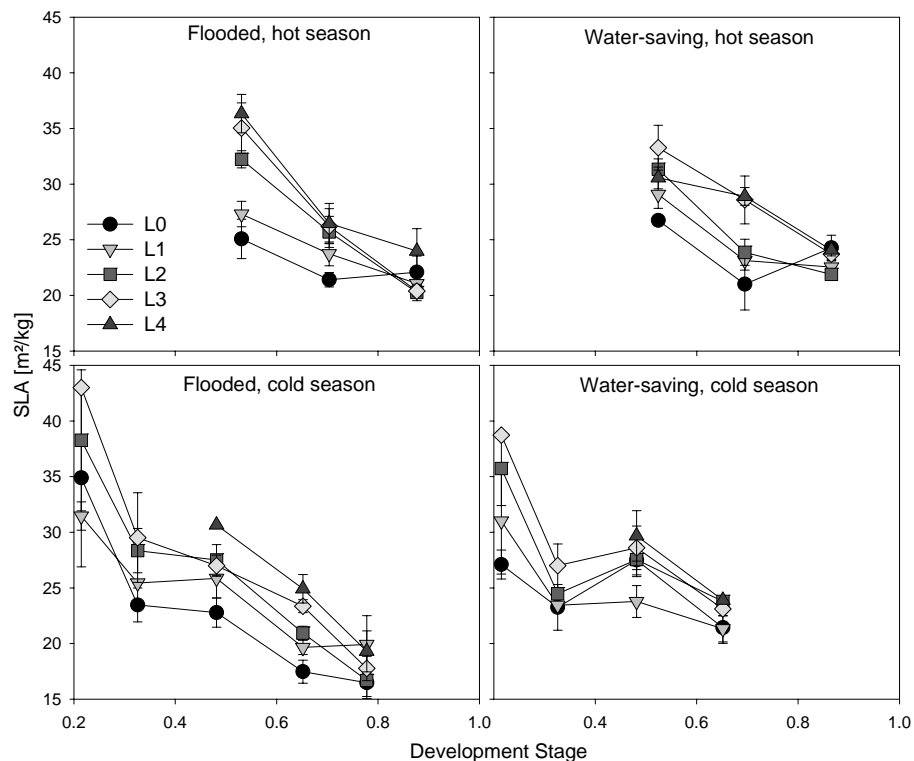 Flooded, hot season
Water-saving, hot season
45
40
35
30
25
20
15
L0
L1
L2
L3
L4
SLA [m²/kg]
Flooded, cold season
Water-saving, cold season
45
40
35
30
25
20
15
0.2 0.4 0.6 0.8 1.0
0.4 0.6 0.8 1.0
Development Stage